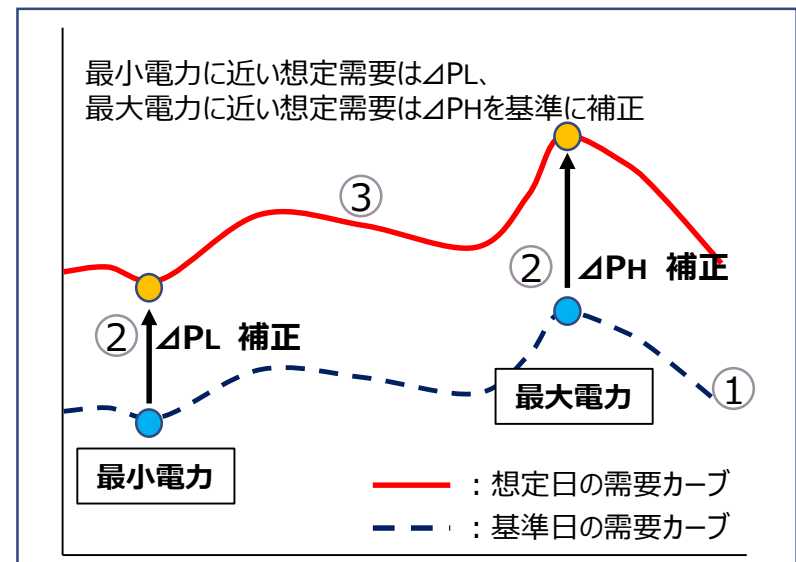 最小電力に近い想定需要は⊿PL、
最大電力に近い想定需要は⊿PHを基準に補正
③
②
⊿PH 補正
②
⊿PL 補正
①
最大電力
最小電力
：想定日の需要カーブ
：基準日の需要カーブ